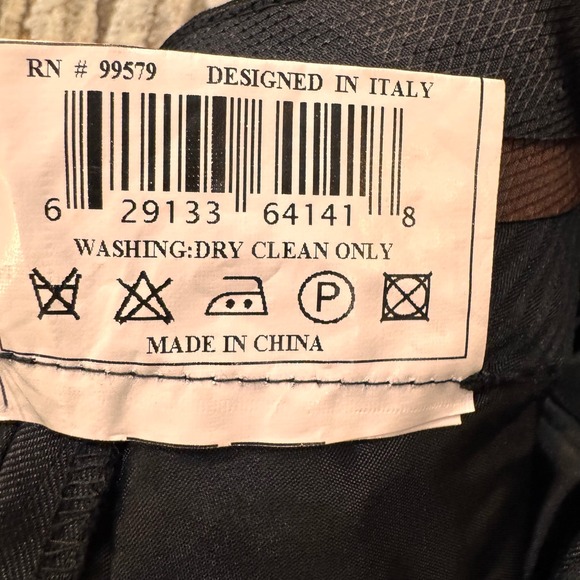 RN # 99579 DESIGNED IN ITALY
6 29133 64141 8
WASHING:DRY CLEAN ONLY
P
MADE IN CHINA